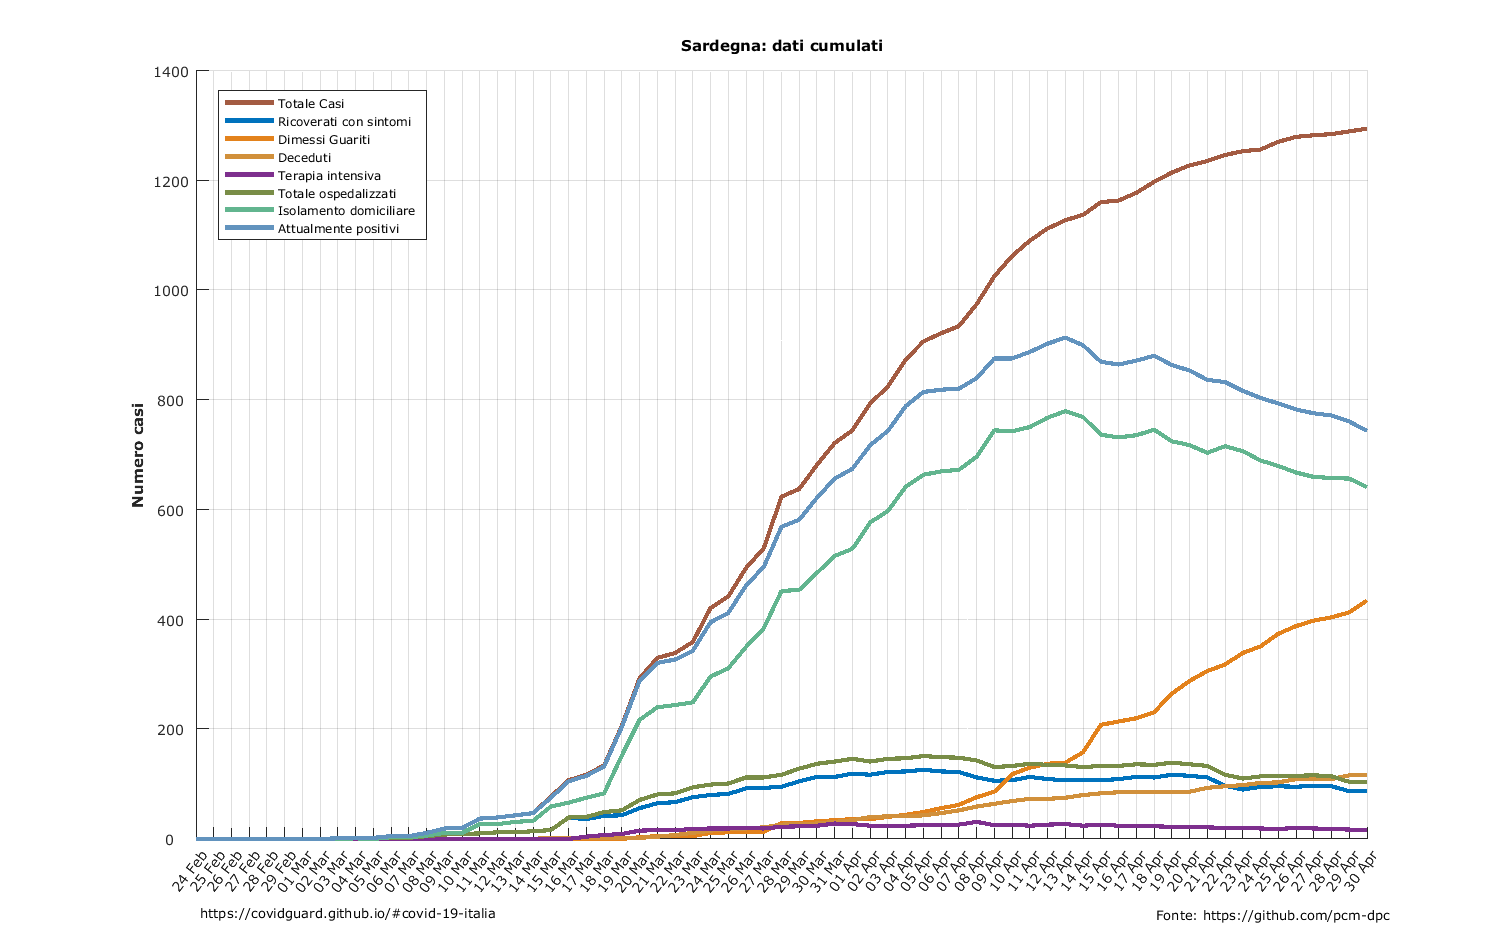 Sardegna: dati cumulati
Numero casi
1400
1200
1000
800
600
400
200
0
Totale Casi
Ricoverati con sintomi
Dimessi Guariti
Deceduti
Terapia intensiva
Totale ospedalizzati
Isolamento domiciliare
Attualmente positivi
24 Feb
25 Feb
26 Feb
27 Feb
28 Feb
29 Feb
01 Mar
02 Mar
03 Mar
04 Mar
05 Mar
06 Mar
07 Mar
08 Mar
09 Mar
10 Mar
11 Mar
12 Mar
13 Mar
14 Mar
15 Mar
16 Mar
17 Mar
18 Mar
19 Mar
20 Mar
21 Mar
22 Mar
23 Mar
24 Mar
25 Mar
26 Mar
27 Mar
28 Mar
29 Mar
30 Mar
31 Mar
01 Apr
02 Apr
03 Apr
04 Apr
05 Apr
06 Apr
07 Apr
08 Apr
09 Apr
10 Apr
11 Apr
12 Apr
13 Apr
14 Apr
15 Apr
16 Apr
17 Apr
18 Apr
19 Apr
20 Apr
21 Apr
22 Apr
23 Apr
24 Apr
25 Apr
26 Apr
27 Apr
28 Apr
29 Apr
30 Apr
https://covidguard.github.io/#covid-19-italia
Fonte: https://github.com/pcm-dpc